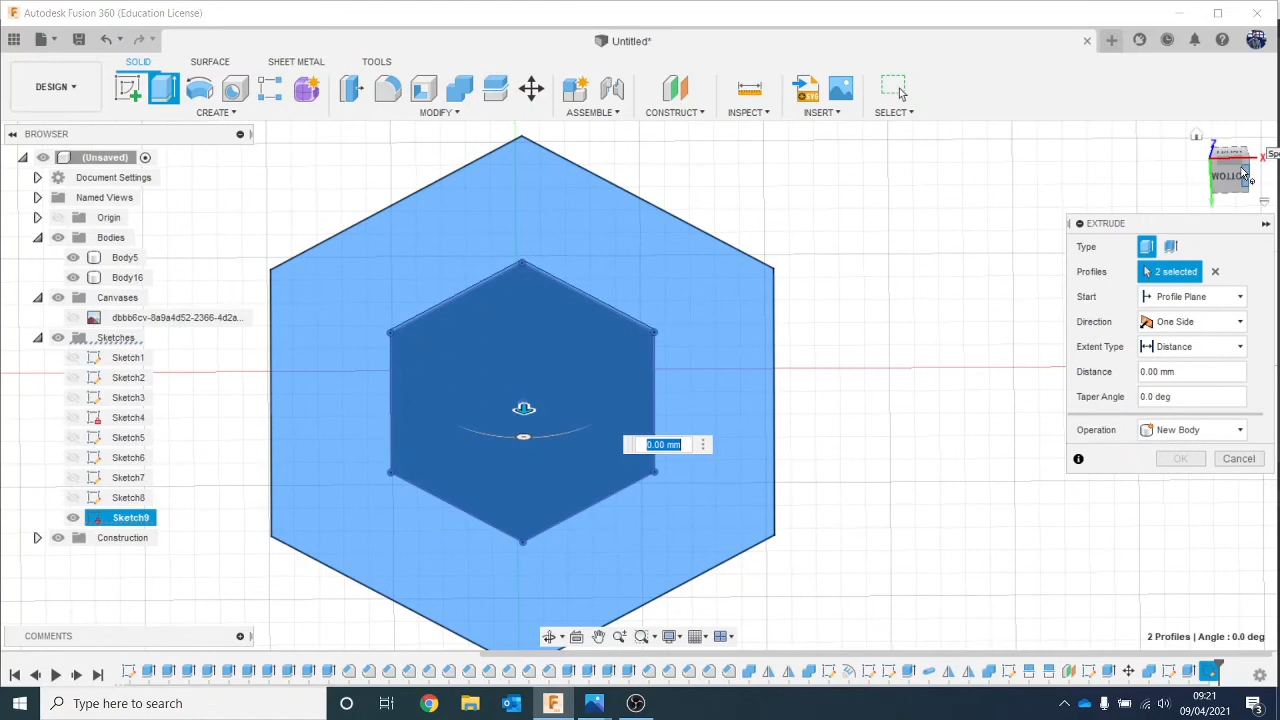 Autodesk Fusion 360 (Education License)
Untitled*
SOLID SURFACE SHEET METAL TOOLS
DESIGN
CREATE MODIFY ASSEMBLE CONSTRUCT INSPECT INSERT SELECT
BROWSER
(Unsaved)
Document Settings
Named Views
Origin
Bodies
Body5
Body16
Canvases
dbbb6cv-8a9a4d52-2366-4d2a...
Sketches
Sketch1
Sketch2
Sketch3
Sketch4
Sketch5
Sketch6
Sketch7
Sketch8
Sketch9
Construction
COMMENTS
0.00 mm
Z
X
EXTRUDE
Type
Profiles 2 selected
Start Profile Plane
Direction One Side
Extent Type Distance
Distance 0.00 mm
Taper Angle 0.0 deg
Operation New Body
OK Cancel
2 Profiles | Angle : 0.0 deg
Type here to search
09:21
09/04/2021